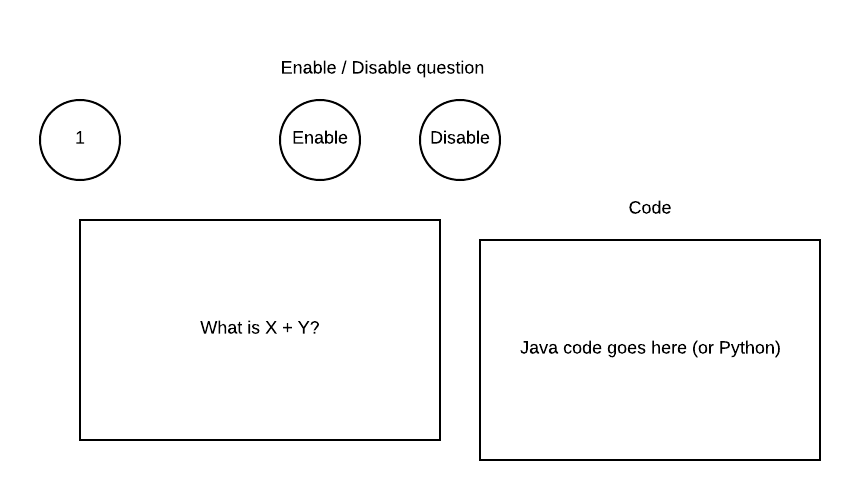 Enable / Disable question
1
Enable
Disable
Code
What is X + Y?
Java code goes here (or Python)